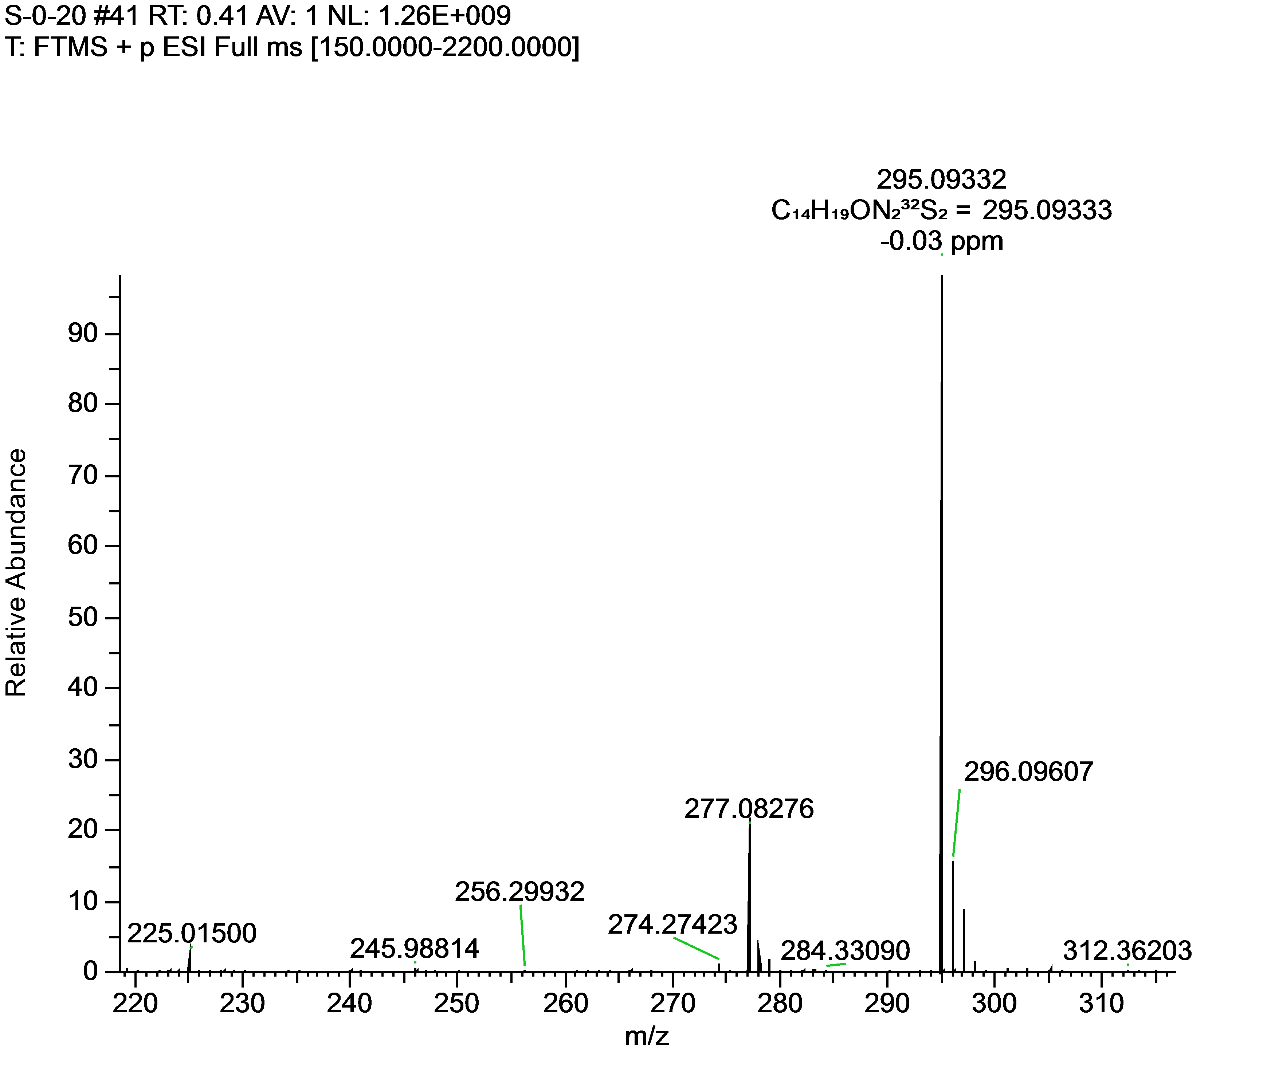 S-0-20 #41 RT: 0.41 AV: 1 NL: 1.26E+009
T: FTMS + p ESI Full ms [150.0000-2200.0000]
295.09332
C₁₄H₁₉ON₂³²S₂ = 295.09333
-0.03 ppm
90
80
70
60
50
40
30
20
10
0
Relative Abundance
296.09607
277.08276
256.29932
274.27423
225.01500
245.98814
284.33090
312.36203
220 230 240 250 260 270 280 290 300 310
m/z